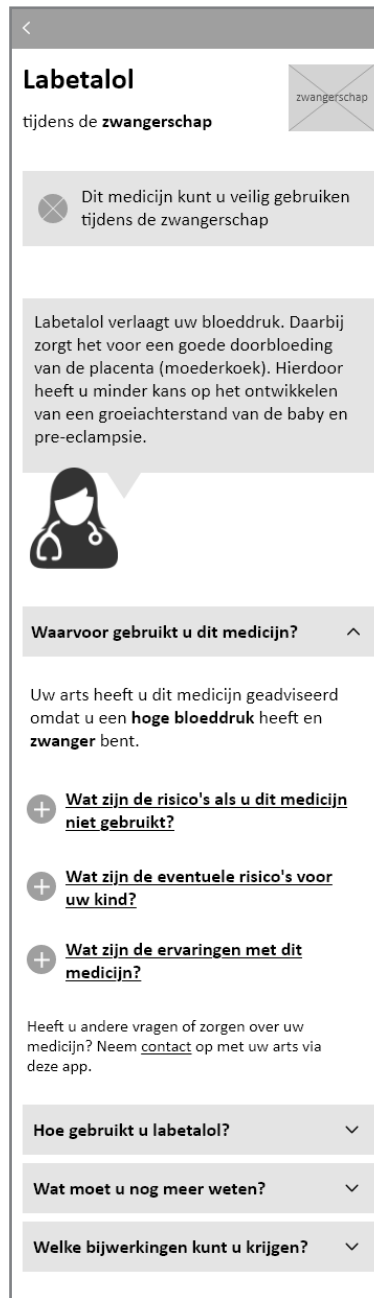 Labetalol
zwangerschap
tijdens de zwangerschap
Dit medicijn kunt u veilig gebruiken
tijdens de zwangerschap
Labetalol verlaagt uw bloeddruk. Daarbij
zorgt het voor een goede doorbloeding
van de placenta (moederkoek). Hierdoor
heeft u minder kans op het ontwikkelen
van een groeiachterstand van de baby en
pre-eclampsie.
Waarvoor gebruikt u dit medicijn?
Uw arts heeft u dit medicijn geadviseerd
omdat u een hoge bloeddruk heeft en
zwanger bent.
Wat zijn de risico's als u dit medicijn
niet gebruikt?
Wat zijn de eventuele risico's voor
uw kind?
Wat zijn de ervaringen met dit
medicijn?
Heeft u andere vragen of zorgen over uw
medicijn? Neem contact op met uw arts via
deze app.
Hoe gebruikt u labetalol?
Wat moet u nog meer weten?
Welke bijwerkingen kunt u krijgen?